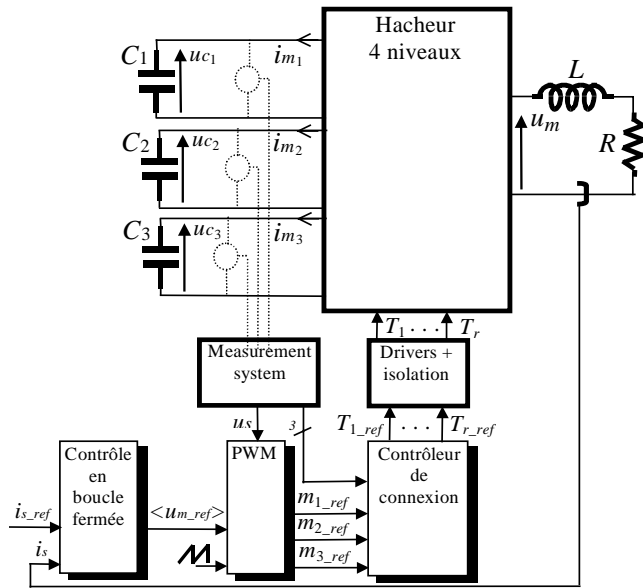 Hacheur
4 niveaux
C1
uc1
im1
C2
uc2
im2
C3
uc3
im3
L
um
R
T1 . . . Tr
Measurement
system
Drivers +
isolation
us
3
T1_ref . . . Tr_ref
Contrôle
en
boucle
fermée
PWM
Contrôleur
de
connexion
is_ref
is
<um_ref>
m1_ref
m2_ref
m3_ref